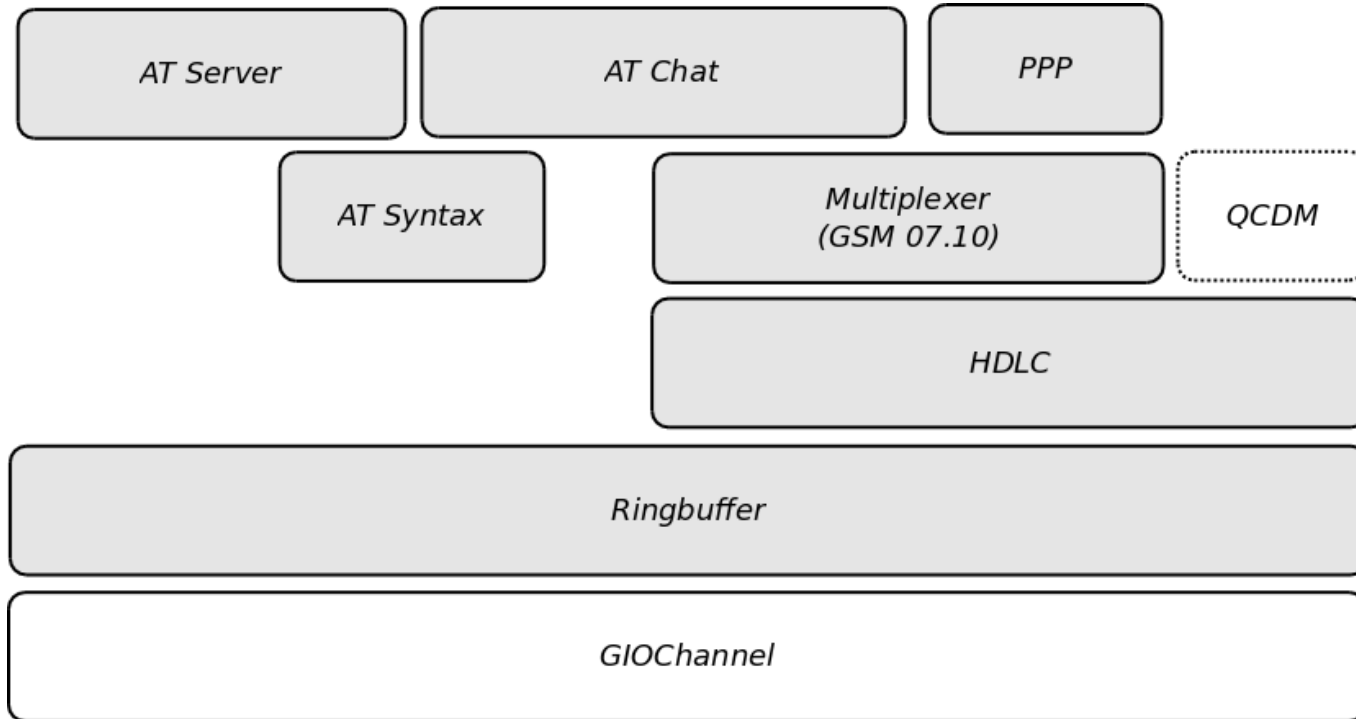 AT Server
AT Chat
PPP
AT Syntax
Multiplexer
(GSM 07.10)
QCDM
HDLC
Ringbuffer
GIOChannel